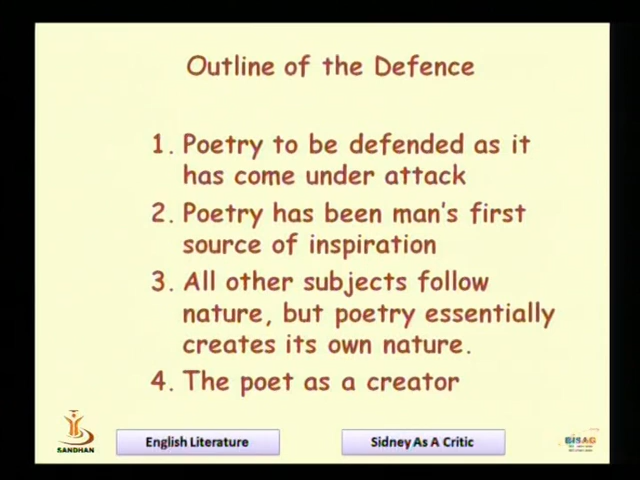 Outline of the Defence
1. Poetry to be defended as it
has come under attack
2. Poetry has been man's first
source of inspiration
3. All other subjects follow
nature, but poetry essentially
creates its own nature.
4. The poet as a creator
SANDHAN
English Literature
Sidney As A Critic
BISAG